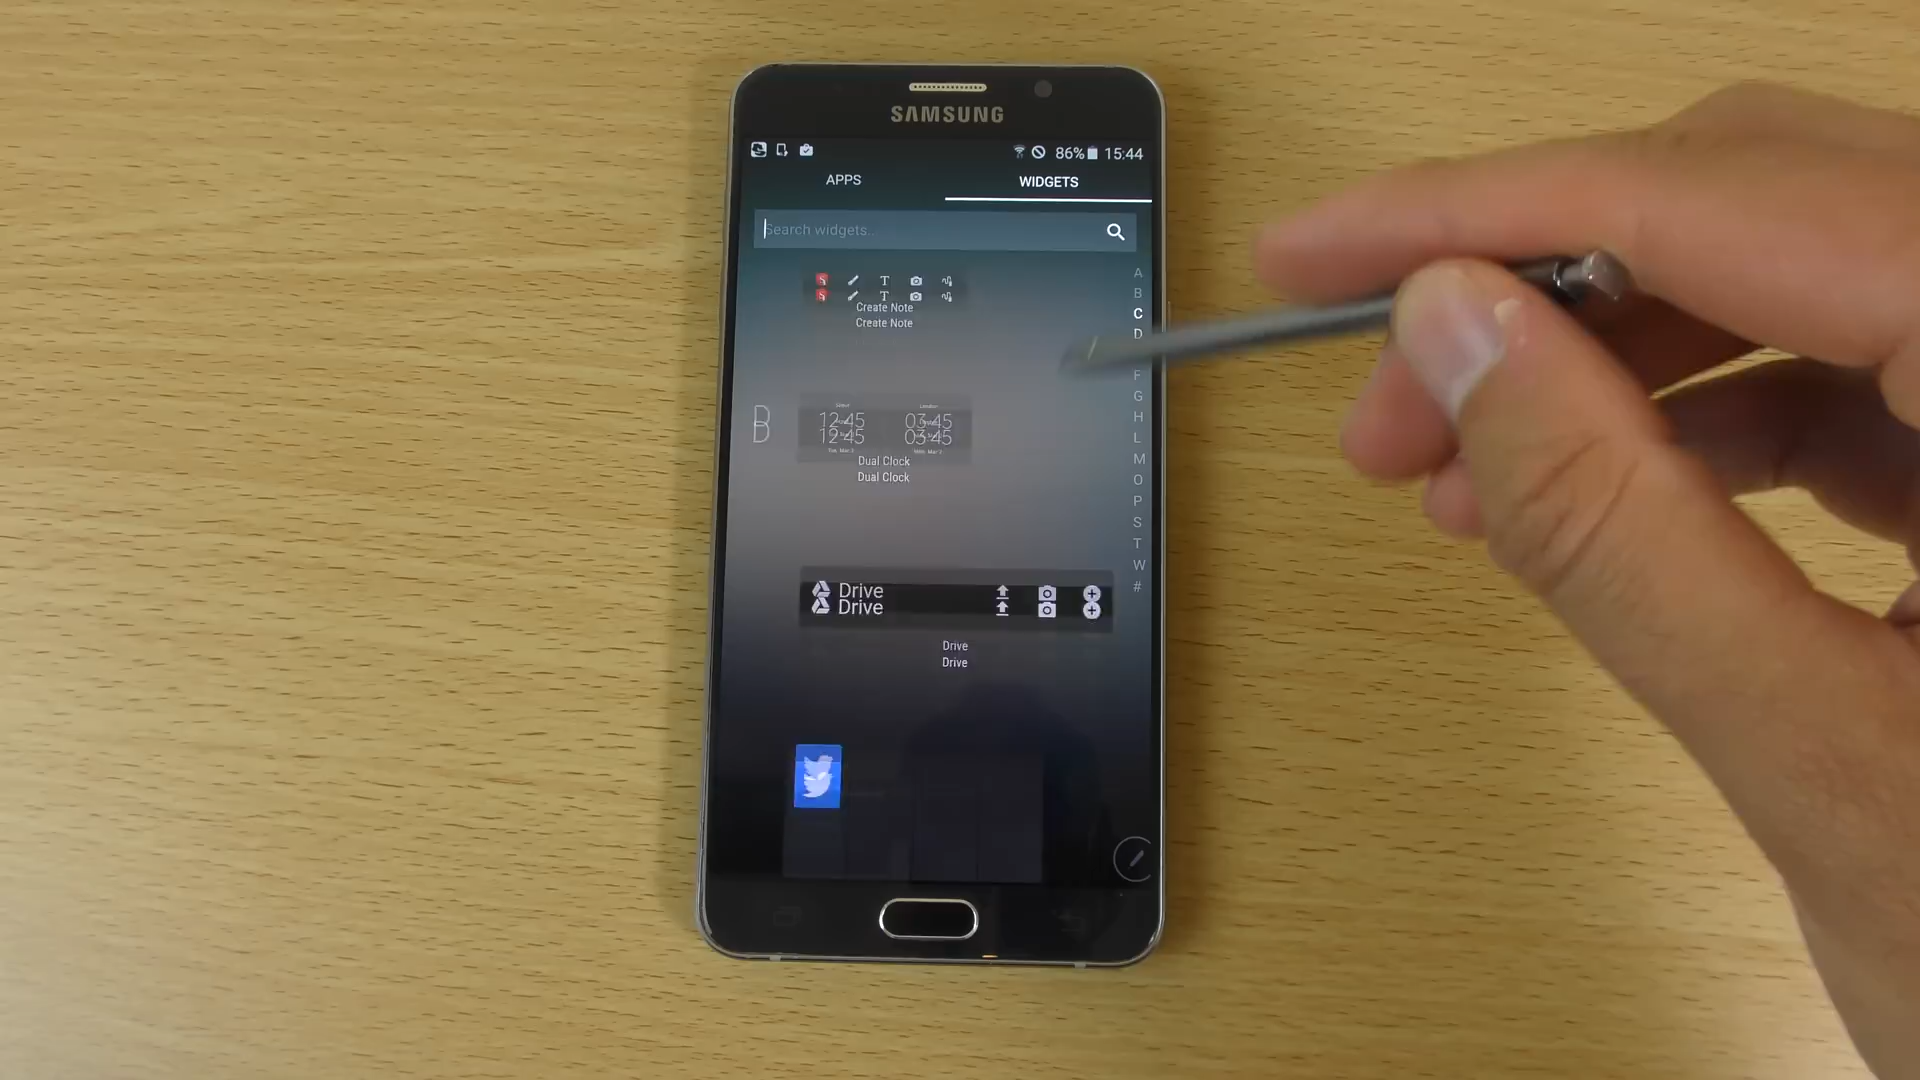 SAMSUNG
86% 15:44
APPS
WIDGETS
Search widgets..
A
B
C
D
F
G
H
L
M
O
P
S
T
W
#
T
T
Create Note
Create Note
D
D
12:45
12:45
03:45
03:45
Dual Clock
Dual Clock
Drive
Drive
Drive
Drive